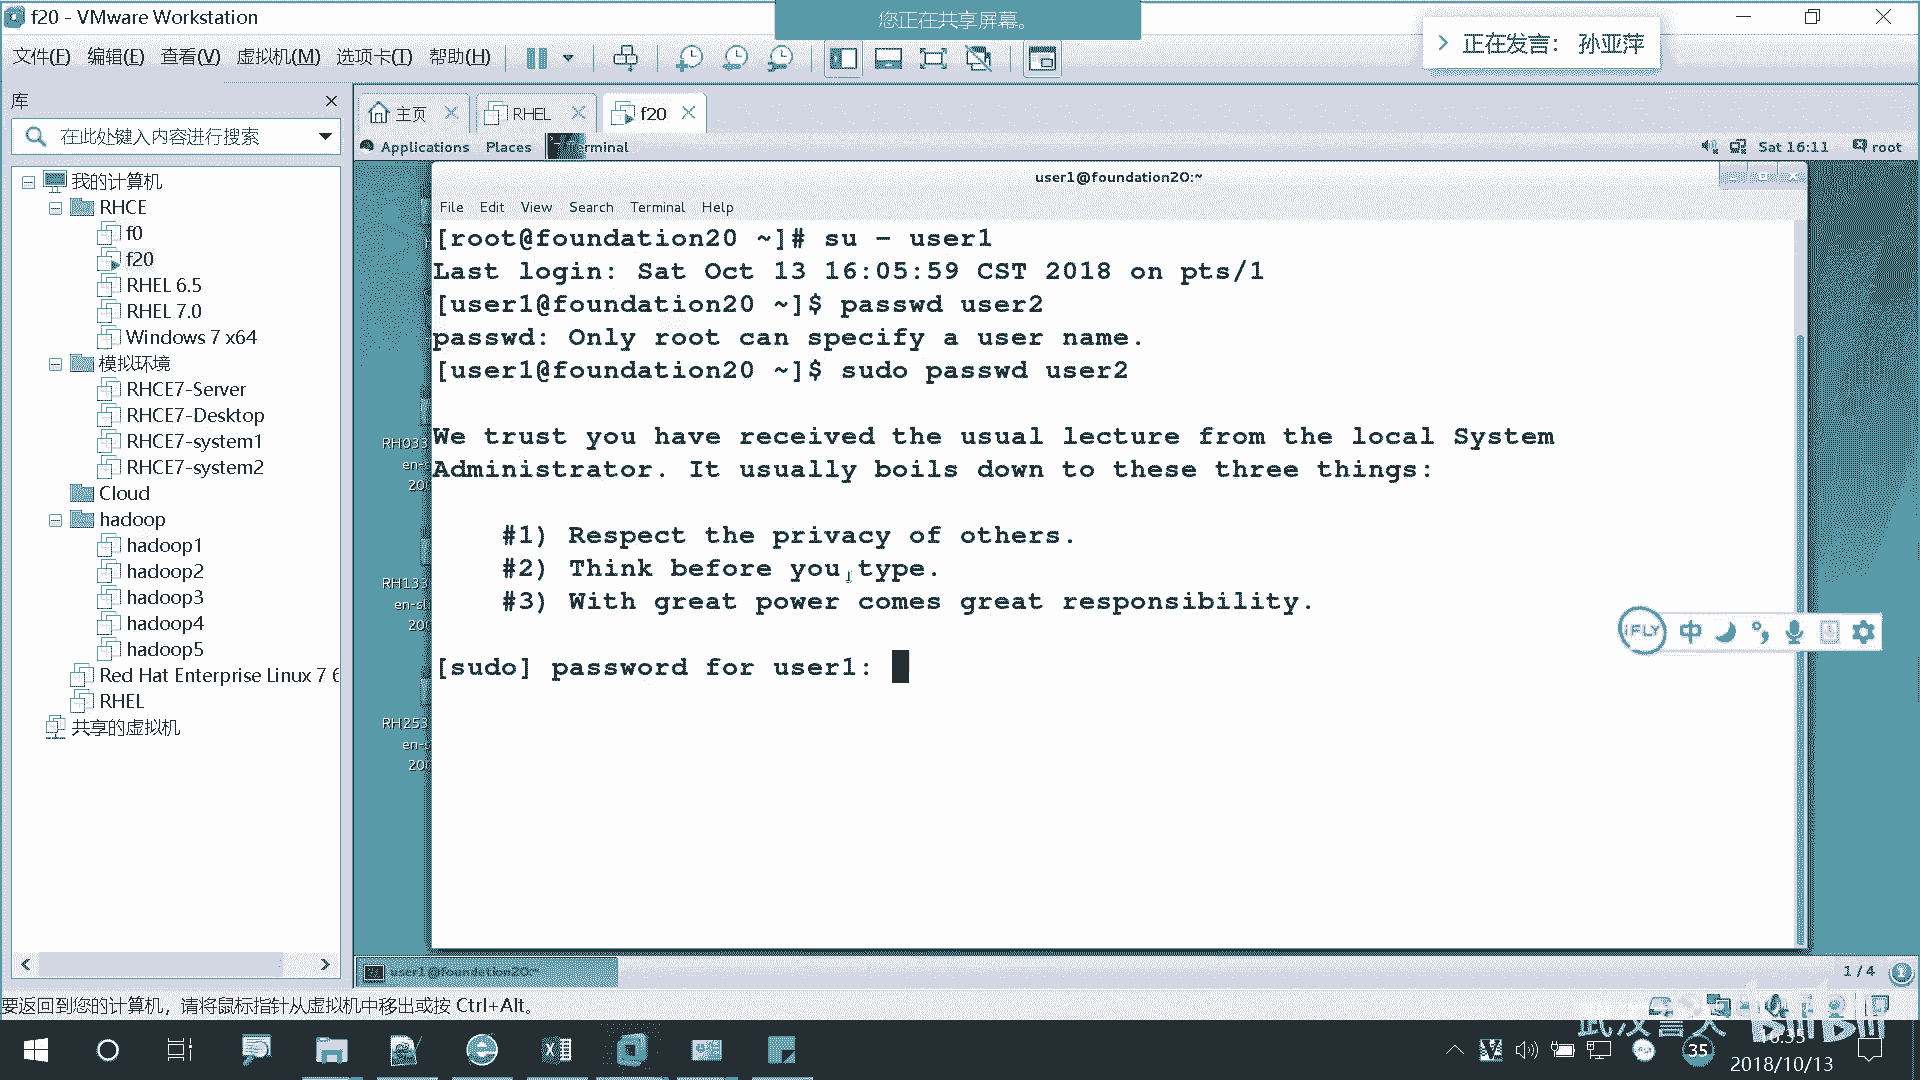 f20 - VMware Workstation
您正在共享屏幕。
正在发言： 孙亚萍
文件(F) 编辑(E) 查看(V) 虚拟机(M) 选项卡(T) 帮助(H)
库
在此处键入内容进行搜索
我的计算机
RHCE
f0
f20
RHEL 6.5
RHEL 7.0
Windows 7 x64
模拟环境
RHCE7-Server
RHCE7-Desktop
RHCE7-system1
RHCE7-system2
Cloud
hadoop
hadoop1
hadoop2
hadoop3
hadoop4
hadoop5
Red Hat Enterprise Linux 7 6
RHEL
共享的虚拟机
主页 RHEL f20
Applications Places Terminal Sat 16:11 root
user1@foundation20:~
File Edit View Search Terminal Help
[root@foundation20 ~]# su - user1
Last login: Sat Oct 13 16:05:59 CST 2018 on pts/1
[user1@foundation20 ~]$ passwd user2
passwd: Only root can specify a user name.
[user1@foundation20 ~]$ sudo passwd user2
We trust you have received the usual lecture from the local System
Administrator. It usually boils down to these three things:
#1) Respect the privacy of others.
#2) Think before you type.
#3) With great power comes great responsibility.
[sudo] password for user1:
RH033
en-s
200
RH133
en-sl
200
RH253
en-s
200
iFLY 中
user1@foundation20:~
1 / 4
要返回到您的计算机，请将鼠标指针从虚拟机中移出或按 Ctrl+Alt。
bilibili
35
16:35
2018/10/13